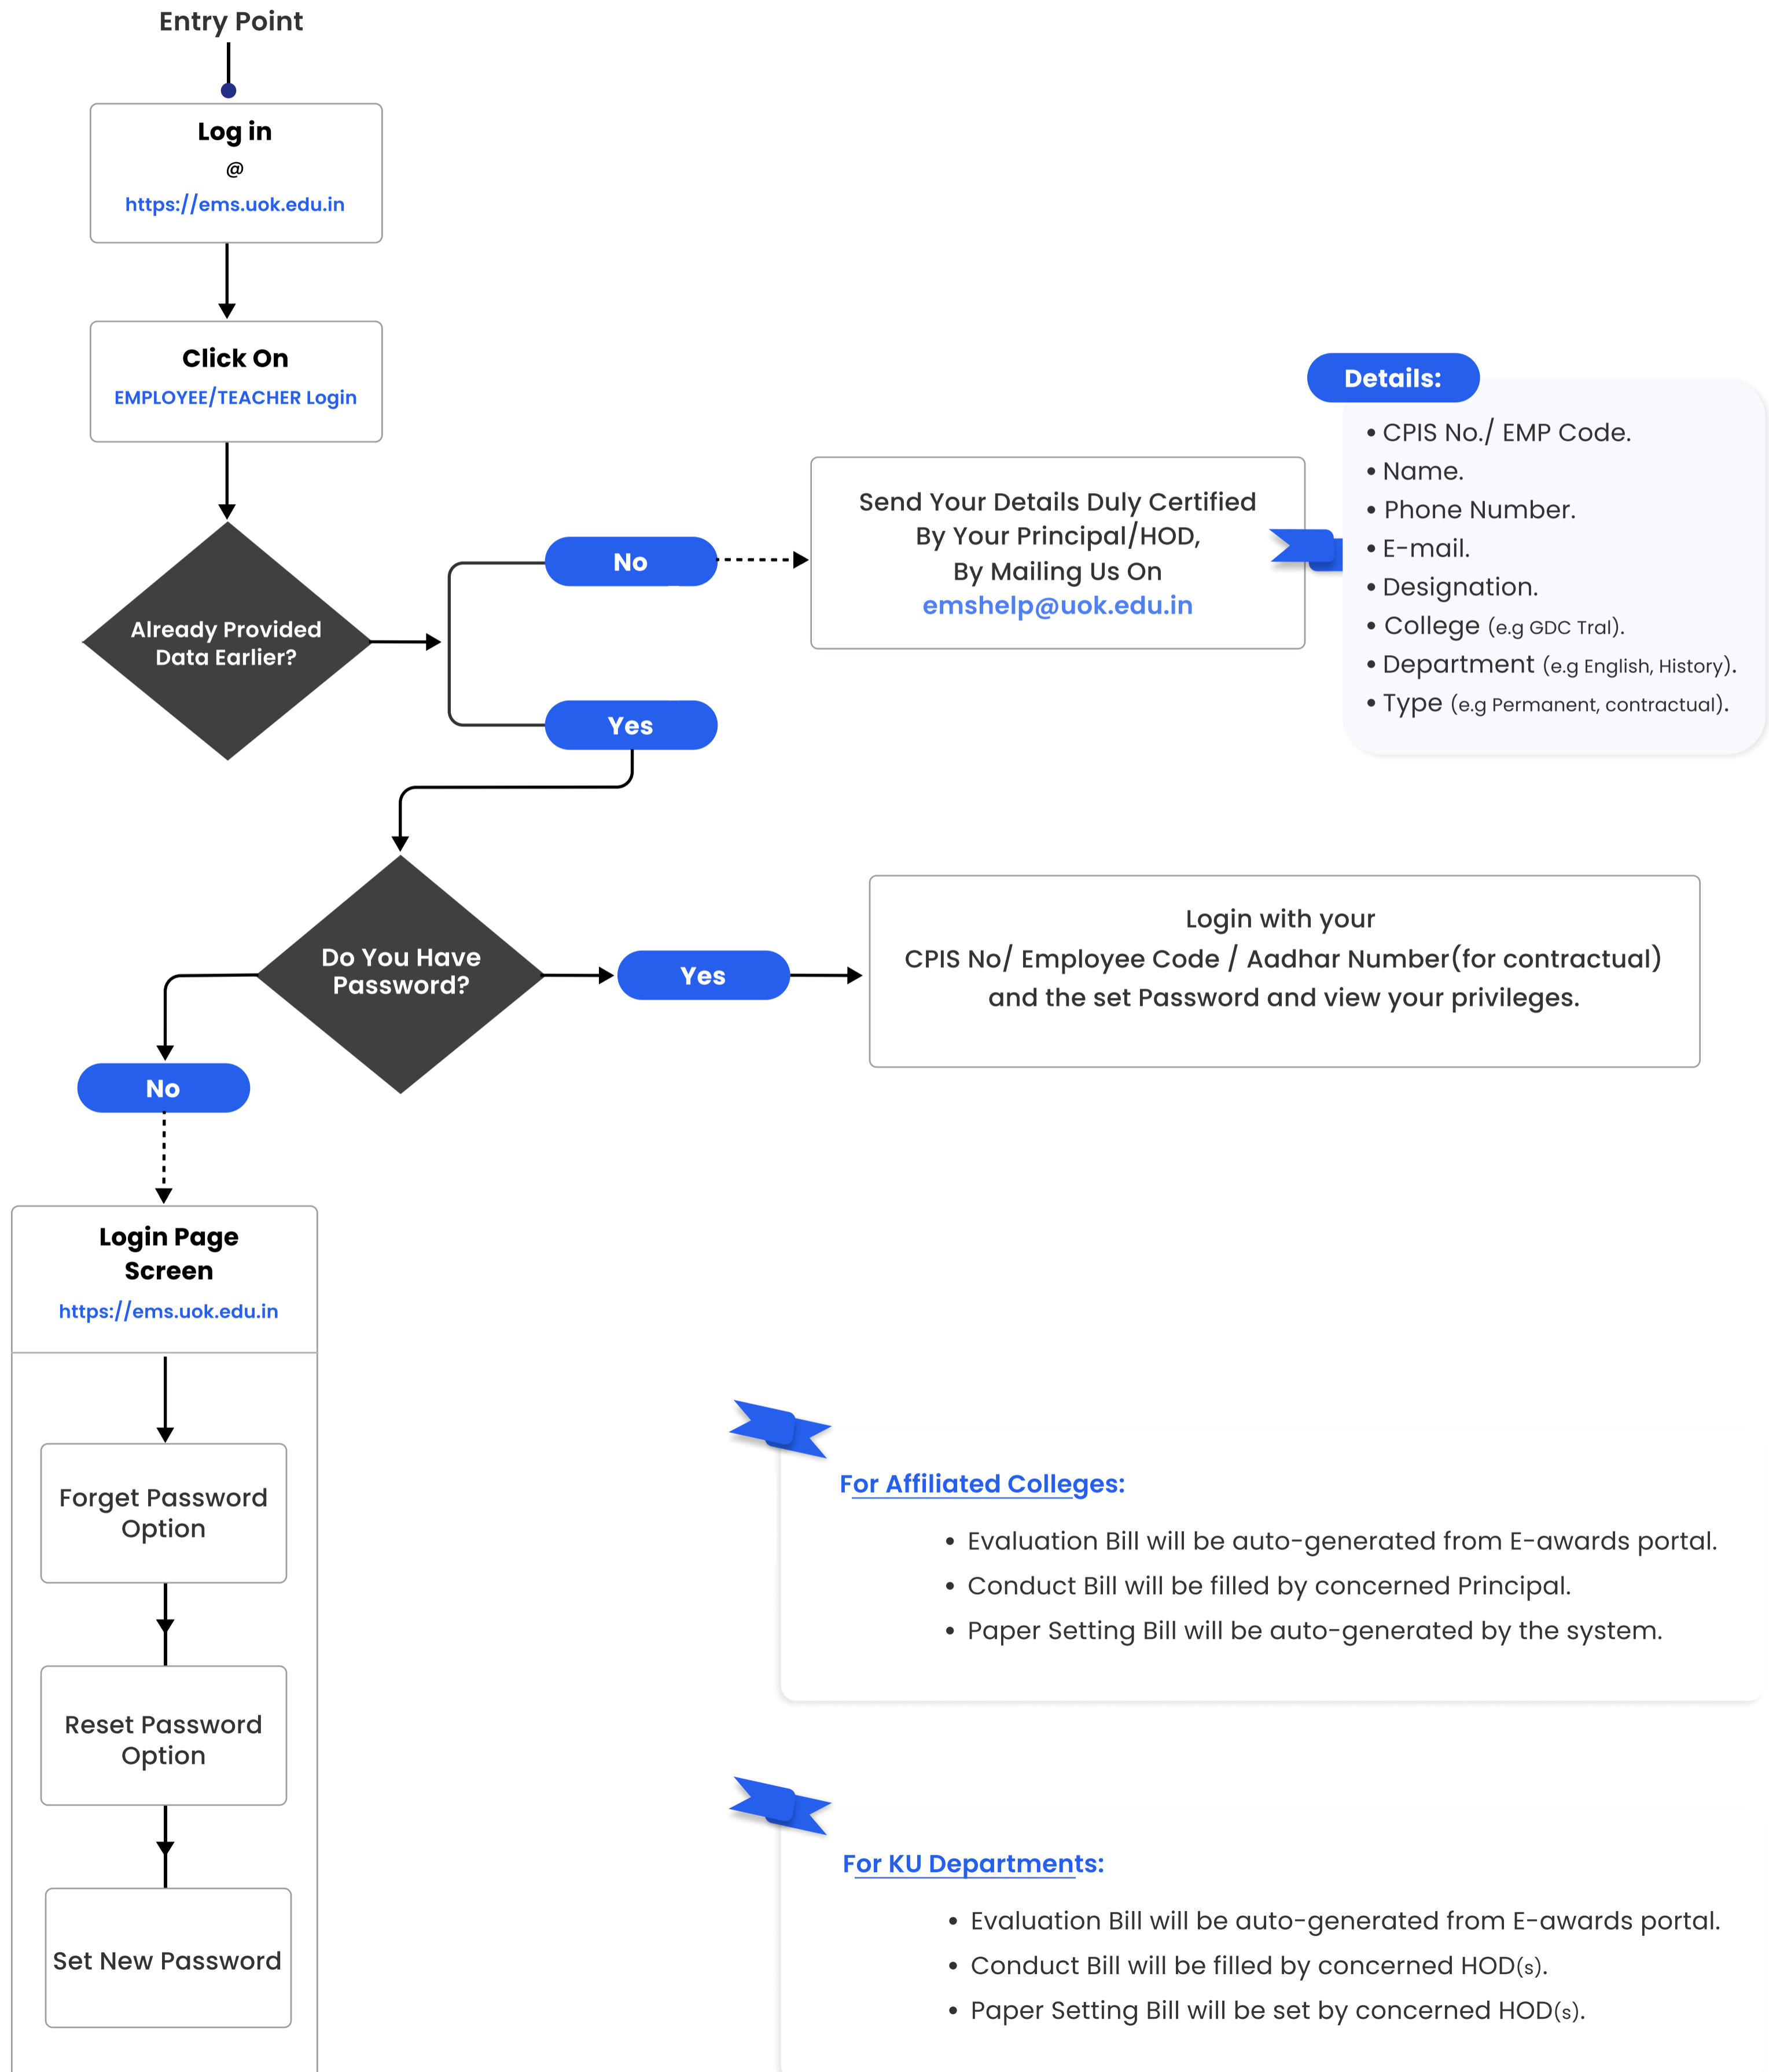 Entry Point
Log in
@
https://ems.uok.edu.in
Click On
EMPLOYEE/TEACHER Login
Already Provided
Data Earlier?
No
Yes
Send Your Details Duly Certified
By Your Principal/HOD,
By Mailing Us On
emshelp@uok.edu.in
Details:
• CPIS No./ EMP Code.
• Name.
• Phone Number.
• E-mail.
• Designation.
• College (e.g GDC Tral).
• Department (e.g English, History).
• Type (e.g Permanent, contractual).
Do You Have
Password?
Yes
Login with your
CPIS No/ Employee Code / Aadhar Number(for contractual)
and the set Password and view your privileges.
No
Login Page
Screen
https://ems.uok.edu.in
Forget Password
Option
Reset Password
Option
Set New Password
For Affiliated Colleges:
• Evaluation Bill will be auto-generated from E-awards portal.
• Conduct Bill will be filled by concerned Principal.
• Paper Setting Bill will be auto-generated by the system.
For KU Departments:
• Evaluation Bill will be auto-generated from E-awards portal.
• Conduct Bill will be filled by concerned HOD(s).
• Paper Setting Bill will be set by concerned HOD(s).